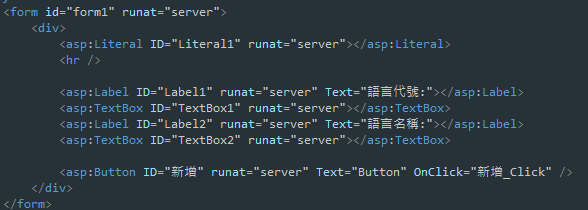 <form id="form1" runat="server">
<div>
<asp:Literal ID="Literal1" runat="server"></asp:Literal>
<hr />
<asp:Label ID="Label1" runat="server" Text="語言代號:"></asp:Label>
<asp:TextBox ID="TextBox1" runat="server"></asp:TextBox>
<asp:Label ID="Label2" runat="server" Text="語言名稱:"></asp:Label>
<asp:TextBox ID="TextBox2" runat="server"></asp:TextBox>
<asp:Button ID="新增" runat="server" Text="Button" OnClick="新增_Click" />
</div>
</form>